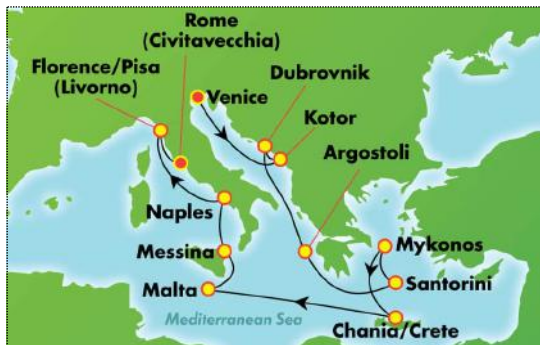 Rome
(Civitavecchia)
Florence/Pisa
(Livorno)
Dubrovnik
Venice
Kotor
Argostoli
Naples
Messina
Mykonos
Malta
Santorini
Mediterranean Sea
Chania/Crete